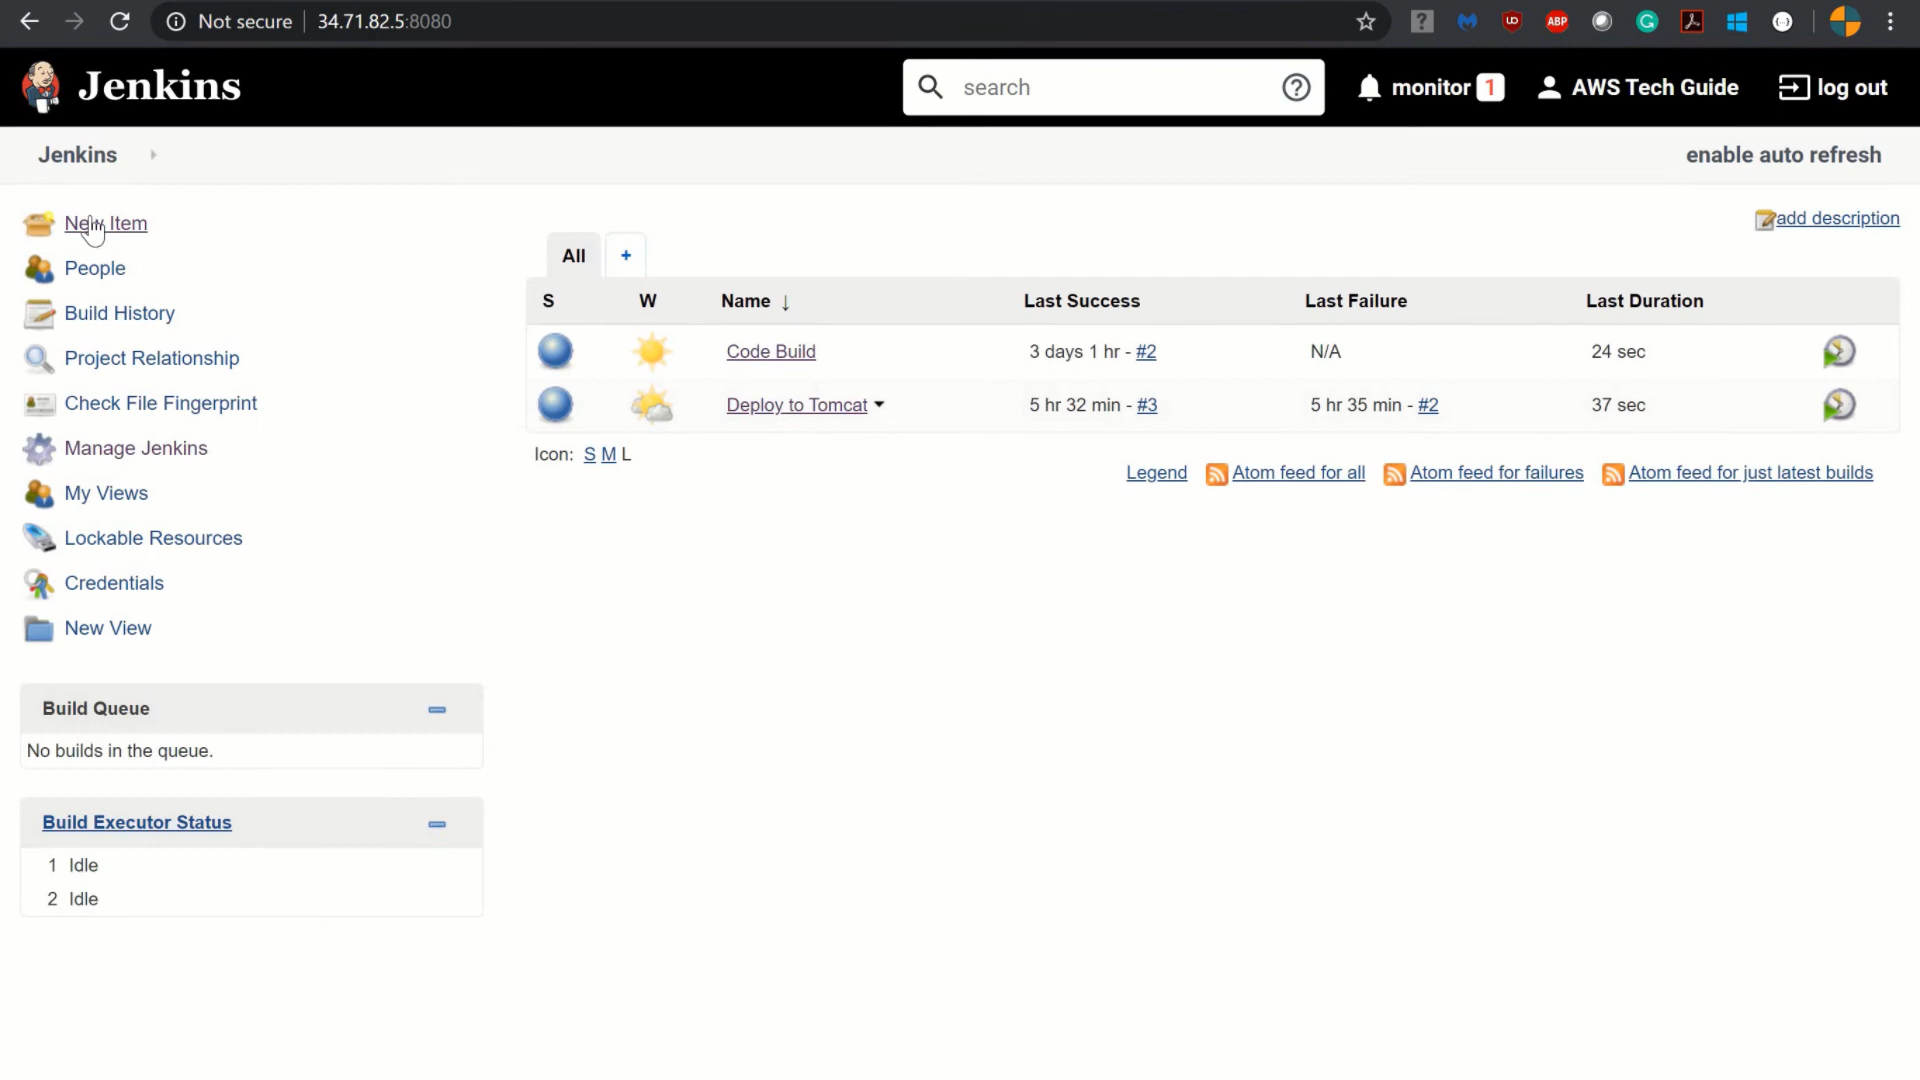 Not secure 34.71.82.5:8080
Jenkins
search
monitor 1
AWS Tech Guide
log out
Jenkins
enable auto refresh
New Item
People
Build History
Project Relationship
Check File Fingerprint
Manage Jenkins
My Views
Lockable Resources
Credentials
New View
Build Queue
No builds in the queue.
Build Executor Status
1 Idle
2 Idle
add description
All +
S W Name ↓ Last Success Last Failure Last Duration
Code Build 3 days 1 hr - #2 N/A 24 sec
Deploy to Tomcat 5 hr 32 min - #3 5 hr 35 min - #2 37 sec
Icon: S M L
Legend Atom feed for all Atom feed for failures Atom feed for just latest builds
ABP